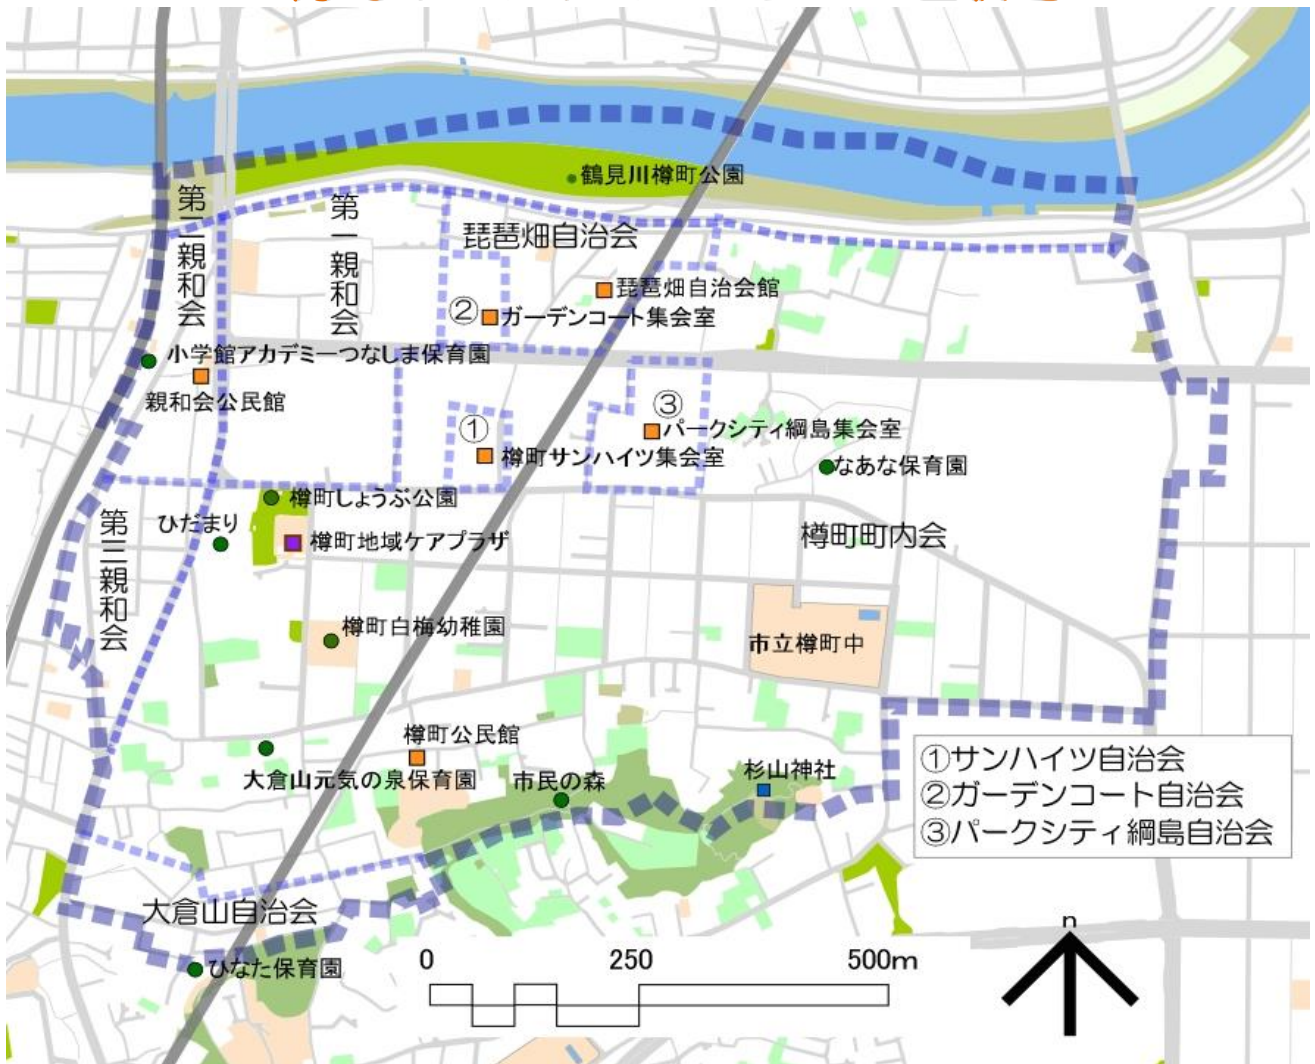 鶴見川樽町公園
第二親和会
第一親和会
琵琶畑自治会
琵琶畑自治会館
②
ガーデンコート集会室
小学館アカデミーつなしま保育園
親和会公民館
③
パークシティ綱島集会室
①
樽町サンハイツ集会室
なあな保育園
樽町しょうぶ公園
ひだまり
第三親和会
樽町地域ケアプラザ
樽町町内会
樽町白梅幼稚園
市立樽町中
樽町公民館
大倉山元気の泉保育園
市民の森
杉山神社
①サンハイツ自治会
②ガーデンコート自治会
③パークシティ綱島自治会
大倉山自治会
ひなた保育園
0 250 500m
n